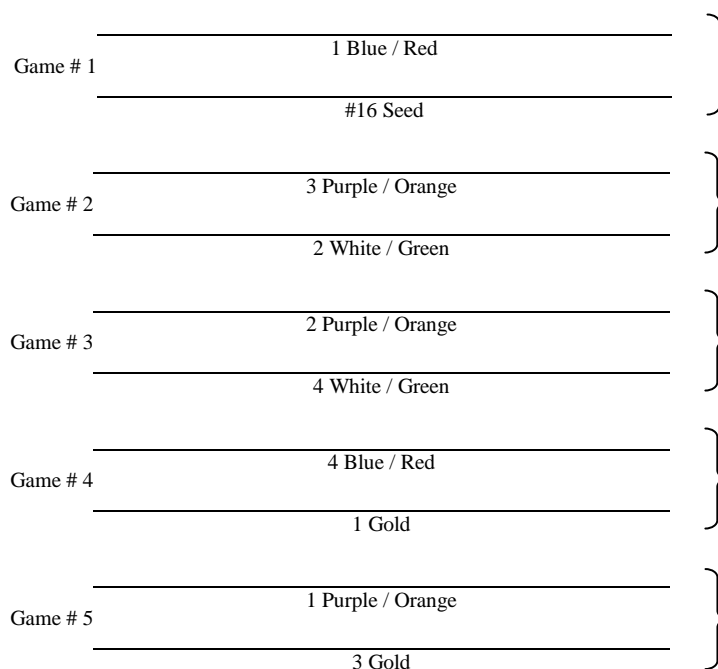 1 Blue / Red
Game # 1
#16 Seed
3 Purple / Orange
Game # 2
2 White / Green
2 Purple / Orange
Game # 3
4 White / Green
4 Blue / Red
Game # 4
1 Gold
1 Purple / Orange
Game # 5
3 Gold